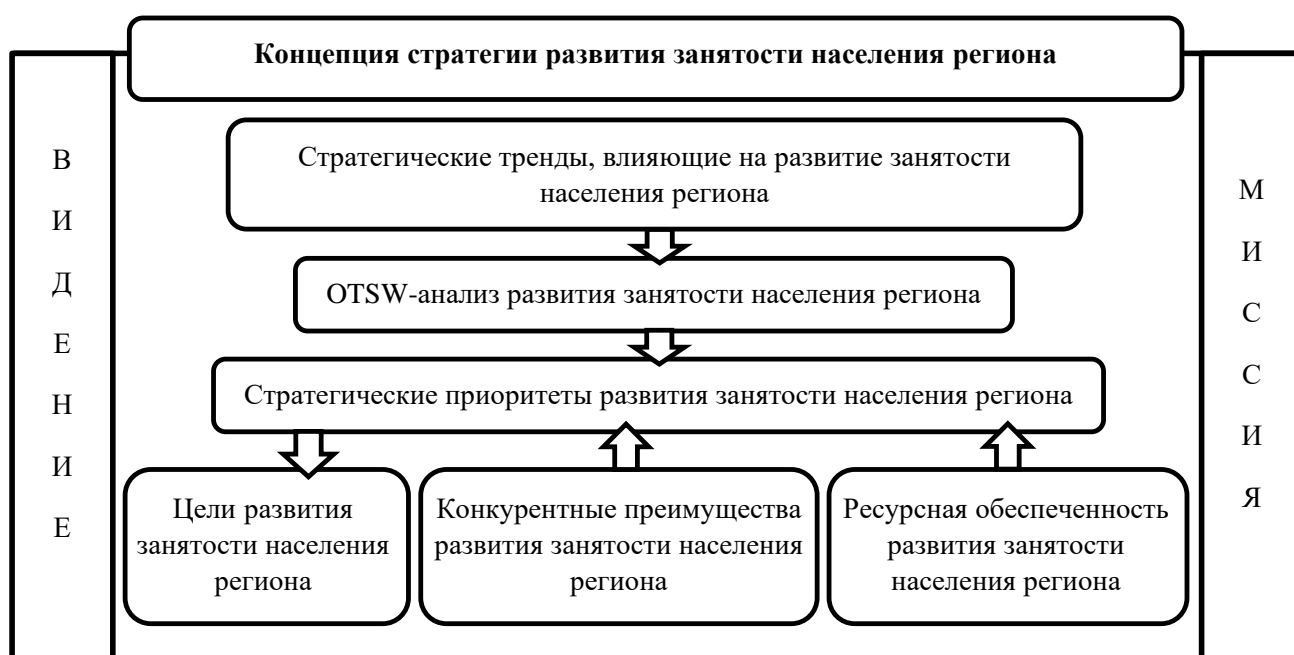 Концепция стратегии развития занятости населения региона
В
И
Д
Е
Н
И
Е
Стратегические тренды, влияющие на развитие занятости
населения региона
OTSW-анализ развития занятости населения региона
Стратегические приоритеты развития занятости населения региона
Цели развития
занятости населения
региона
Конкурентные преимущества
развития занятости населения
региона
Ресурсная обеспеченность
развития занятости
населения региона
М
И
С
С
И
Я